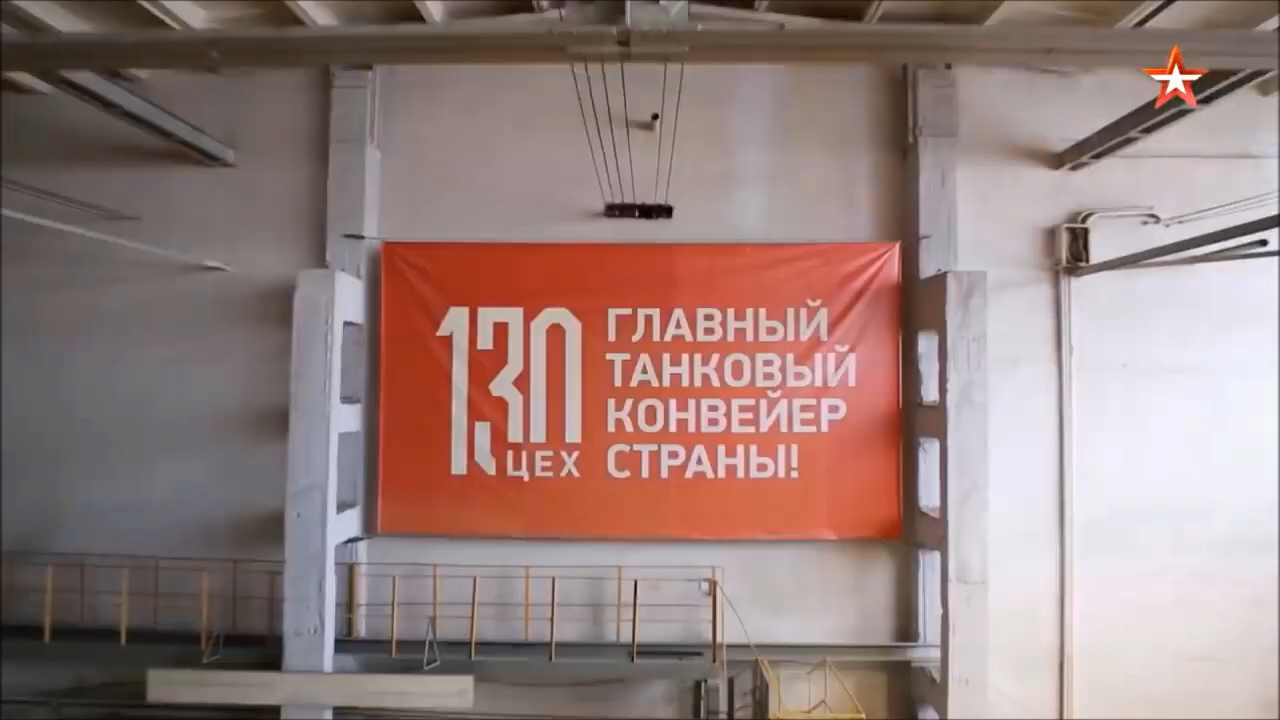 130
ЦЕХ
ГЛАВНЫЙ
ТАНКОВЫЙ
КОНВЕЙЕР
СТРАНЫ!